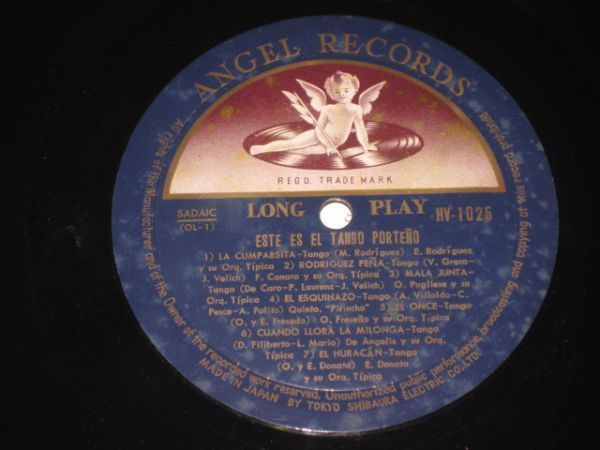 ANGEL RECORDS
REGD. TRADE MARK
SADAIC
(OL-1)
LONG PLAY
HV-1025
ESTE ES EL TANGO PORTEÑO
1) LA CUMPARSITA-Tango (M. Rodríguez) E. Rodríguez
y su Orq. Típica 2) RODRIGUEZ PEÑA-Tango (V. Greco-
J. Velich) F. Canaro y su Orq. Típica 3) MALA JUNTA-
Tango (De Caro-P. Laurenz-J. Velich) O. Pugliese y su
Orq. Típica 4) EL ESQUINAZO-Tango (A. Villoldo-C.
Pesce-A. Polito) Quinto. "Pirincho" 5) EL ONCE-Tango
(O. y E. Fresedo) O. Fresedo y su Orq. Típica
6) CUANDO LLORA LA MILONGA-Tango
(D. Filiberto-L. Mario) De Angelis y su Orq.
Típica 7) EL HURACÁN-Tango
(O. y E. Donato) E. Donato
y su Orq. Típica
All rights of the Manufacturer and of the Owner of the recorded work reserved. Unauthorized public performance, broadcasting and copying of this record prohibited
MADE IN JAPAN BY TOKYO SHIBAURA ELECTRIC CO. LTD.